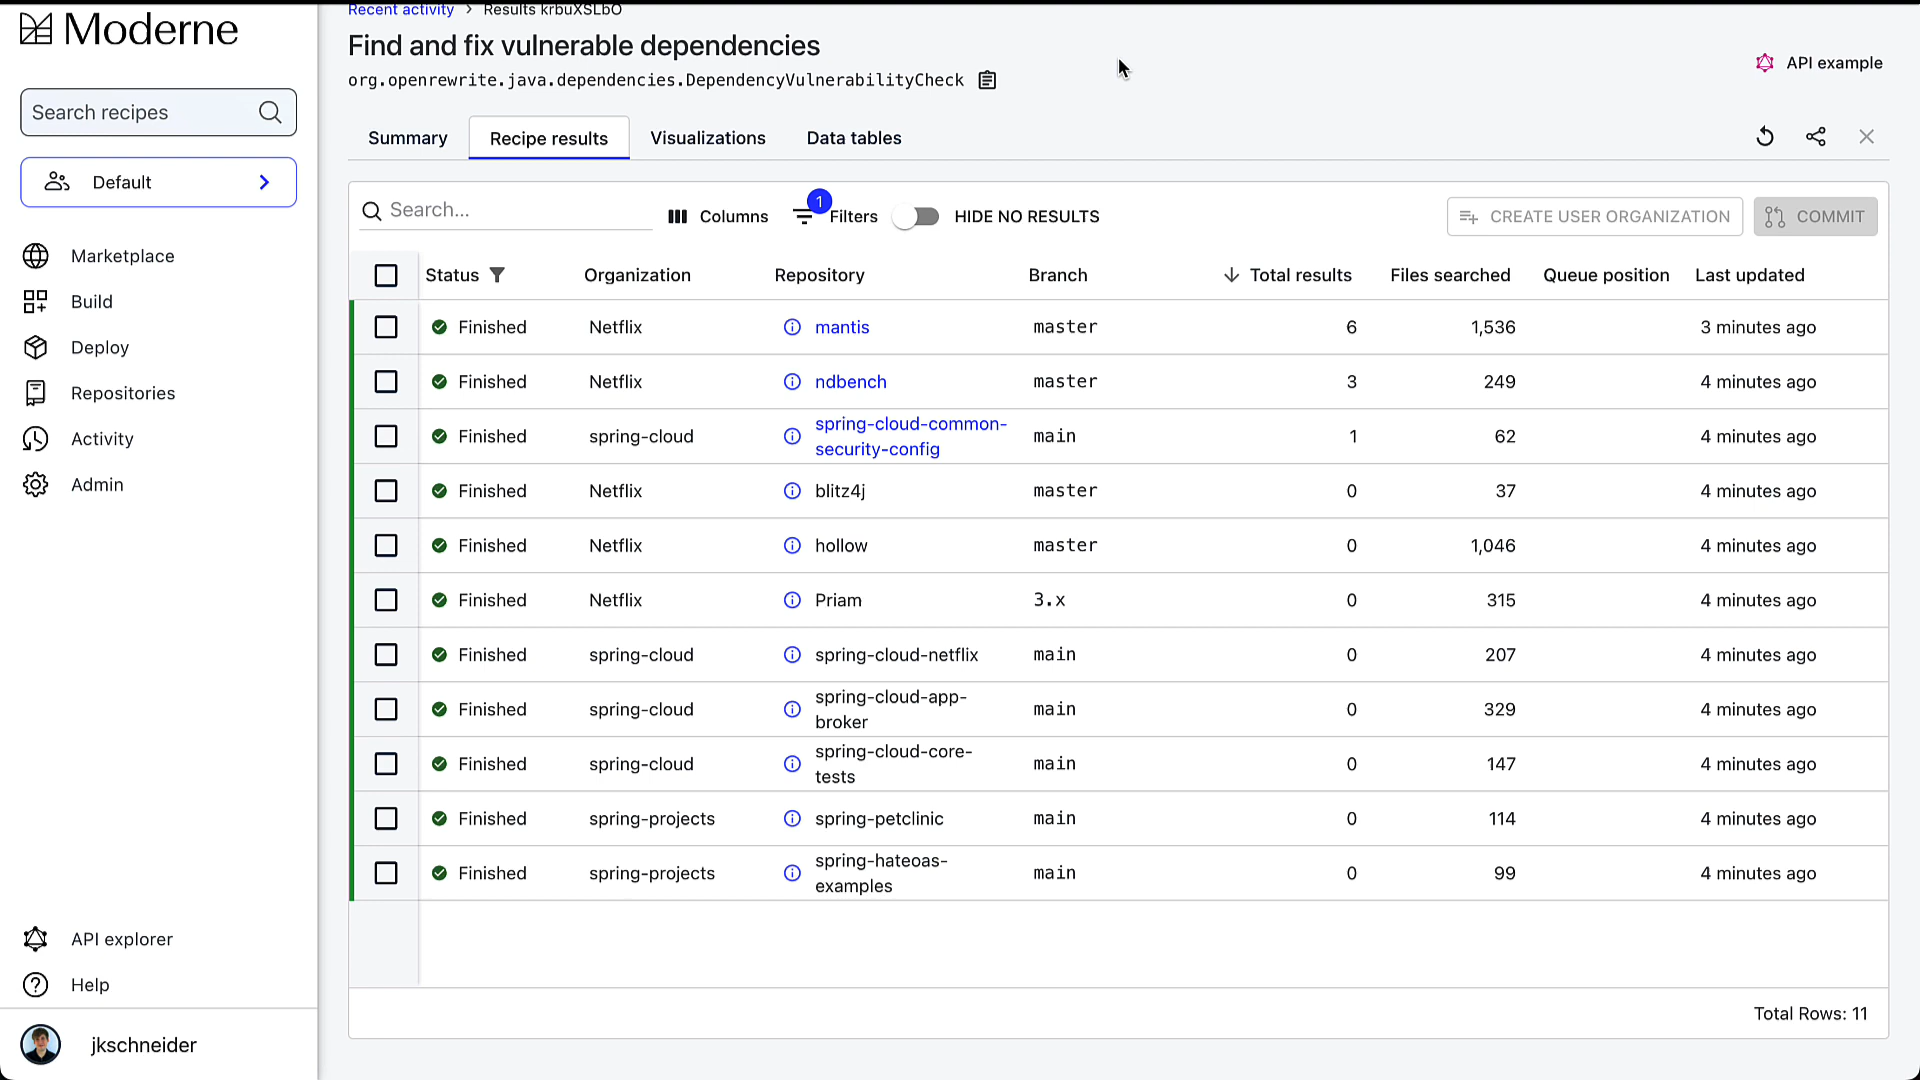 Moderne
Search recipes
Default
Marketplace
Build
Deploy
Repositories
Activity
Admin
API explorer
Help
jkschneider
Recent activity > Results krbuXSLbO
Find and fix vulnerable dependencies
org.openrewrite.java.dependencies.DependencyVulnerabilityCheck
API example
Summary Recipe results Visualizations Data tables
Search... Columns 1 Filters HIDE NO RESULTS CREATE USER ORGANIZATION COMMIT
Status Organization Repository Branch Total results Files searched Queue position Last updated
Finished Netflix mantis master 6 1,536 3 minutes ago
Finished Netflix ndbench master 3 249 4 minutes ago
Finished spring-cloud spring-cloud-common-
security-config main 1 62 4 minutes ago
Finished Netflix blitz4j master 0 37 4 minutes ago
Finished Netflix hollow master 0 1,046 4 minutes ago
Finished Netflix Priam 3.x 0 315 4 minutes ago
Finished spring-cloud spring-cloud-netflix main 0 207 4 minutes ago
Finished spring-cloud spring-cloud-app-
broker main 0 329 4 minutes ago
Finished spring-cloud spring-cloud-core-
tests main 0 147 4 minutes ago
Finished spring-projects spring-petclinic main 0 114 4 minutes ago
Finished spring-projects spring-hateoas-
examples main 0 99 4 minutes ago
Total Rows: 11